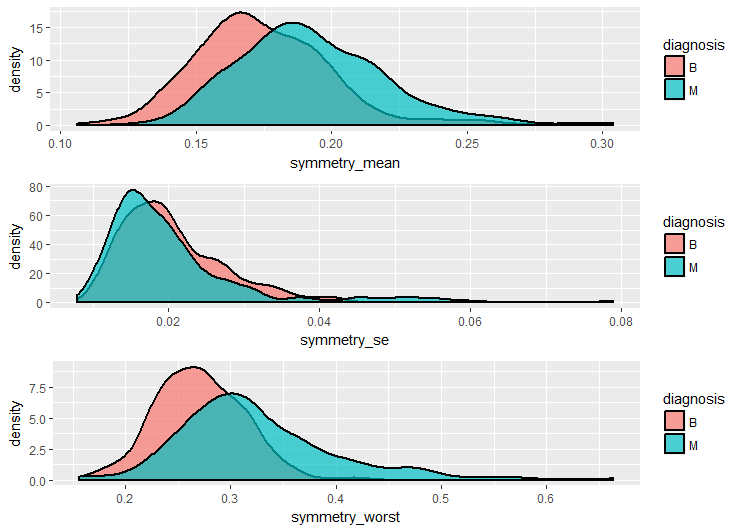 density
15
10
5
0
0.10 0.15 0.20 0.25 0.30
symmetry_mean
diagnosis
B
M
density
80
60
40
20
0
0.02 0.04 0.06 0.08
symmetry_se
diagnosis
B
M
density
7.5
5.0
2.5
0.0
0.2 0.3 0.4 0.5 0.6
symmetry_worst
diagnosis
B
M